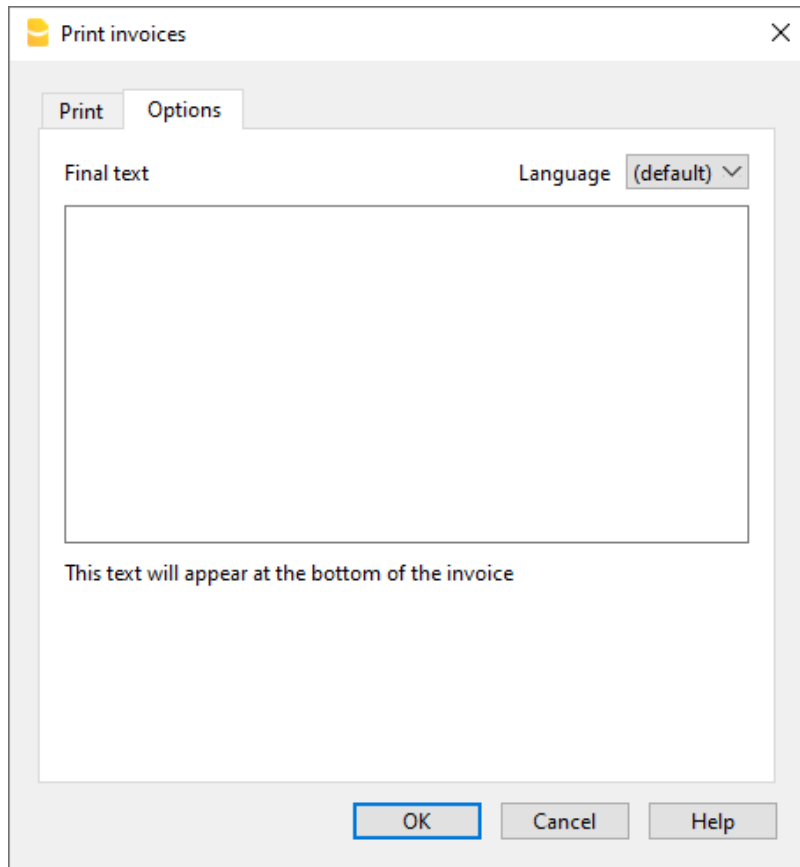 Print invoices
Print Options
Final text Language (default)
This text will appear at the bottom of the invoice
OK Cancel Help